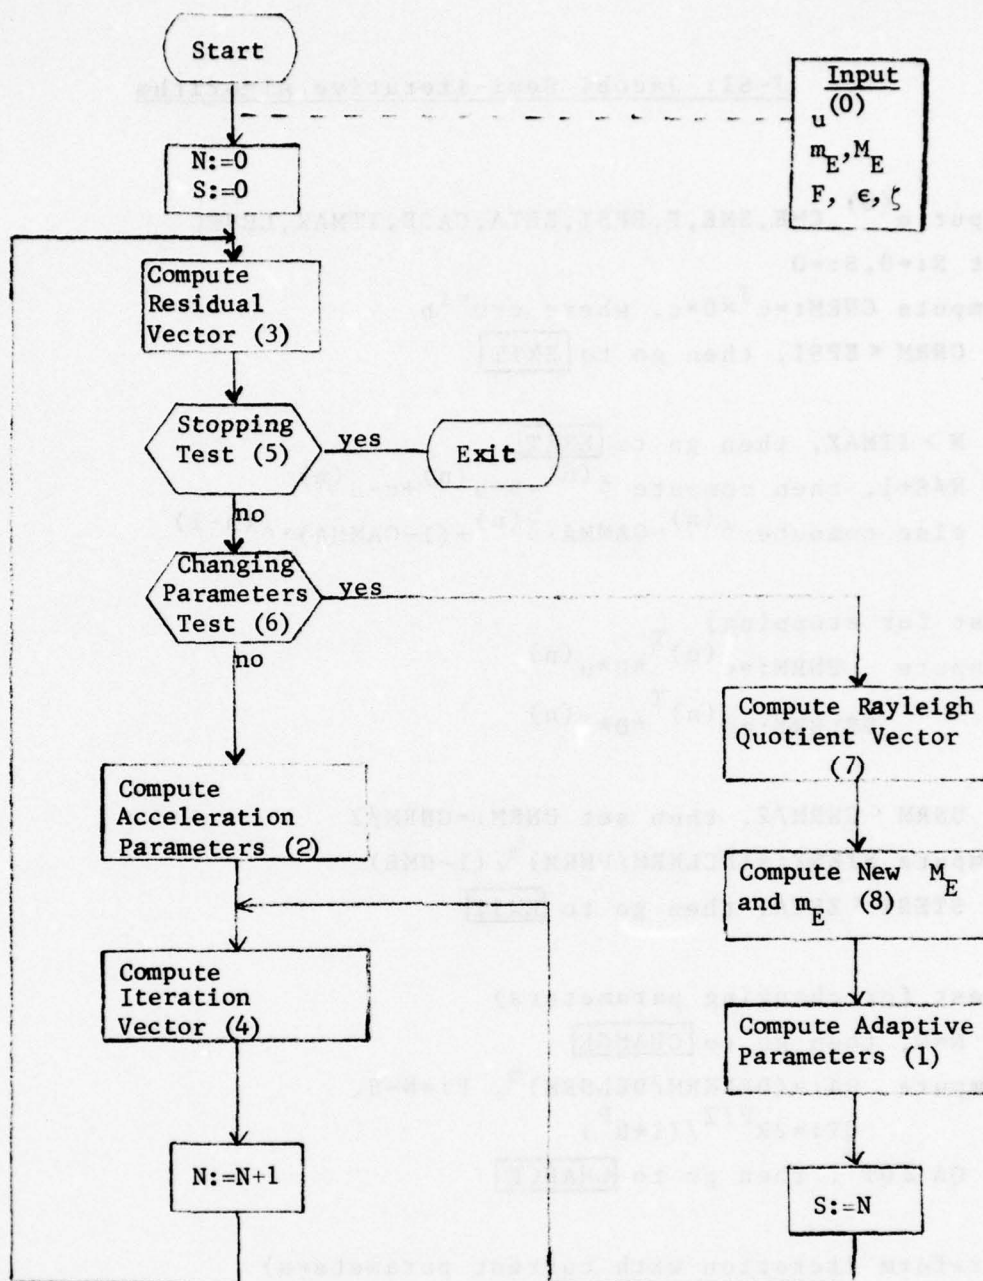 Start
Input
u(0)
m_E, M_E
F, ϵ, ζ
N:=0
S:=0
Compute
Residual
Vector (3)
Stopping
Test (5)
yes
Exit
no
Changing
Parameters
Test (6)
yes
no
Compute Rayleigh
Quotient Vector
(7)
Compute
Acceleration
Parameters (2)
Compute New M_E
and m_E (8)
Compute
Iteration
Vector (4)
Compute Adaptive
Parameters (1)
N:=N+1
S:=N